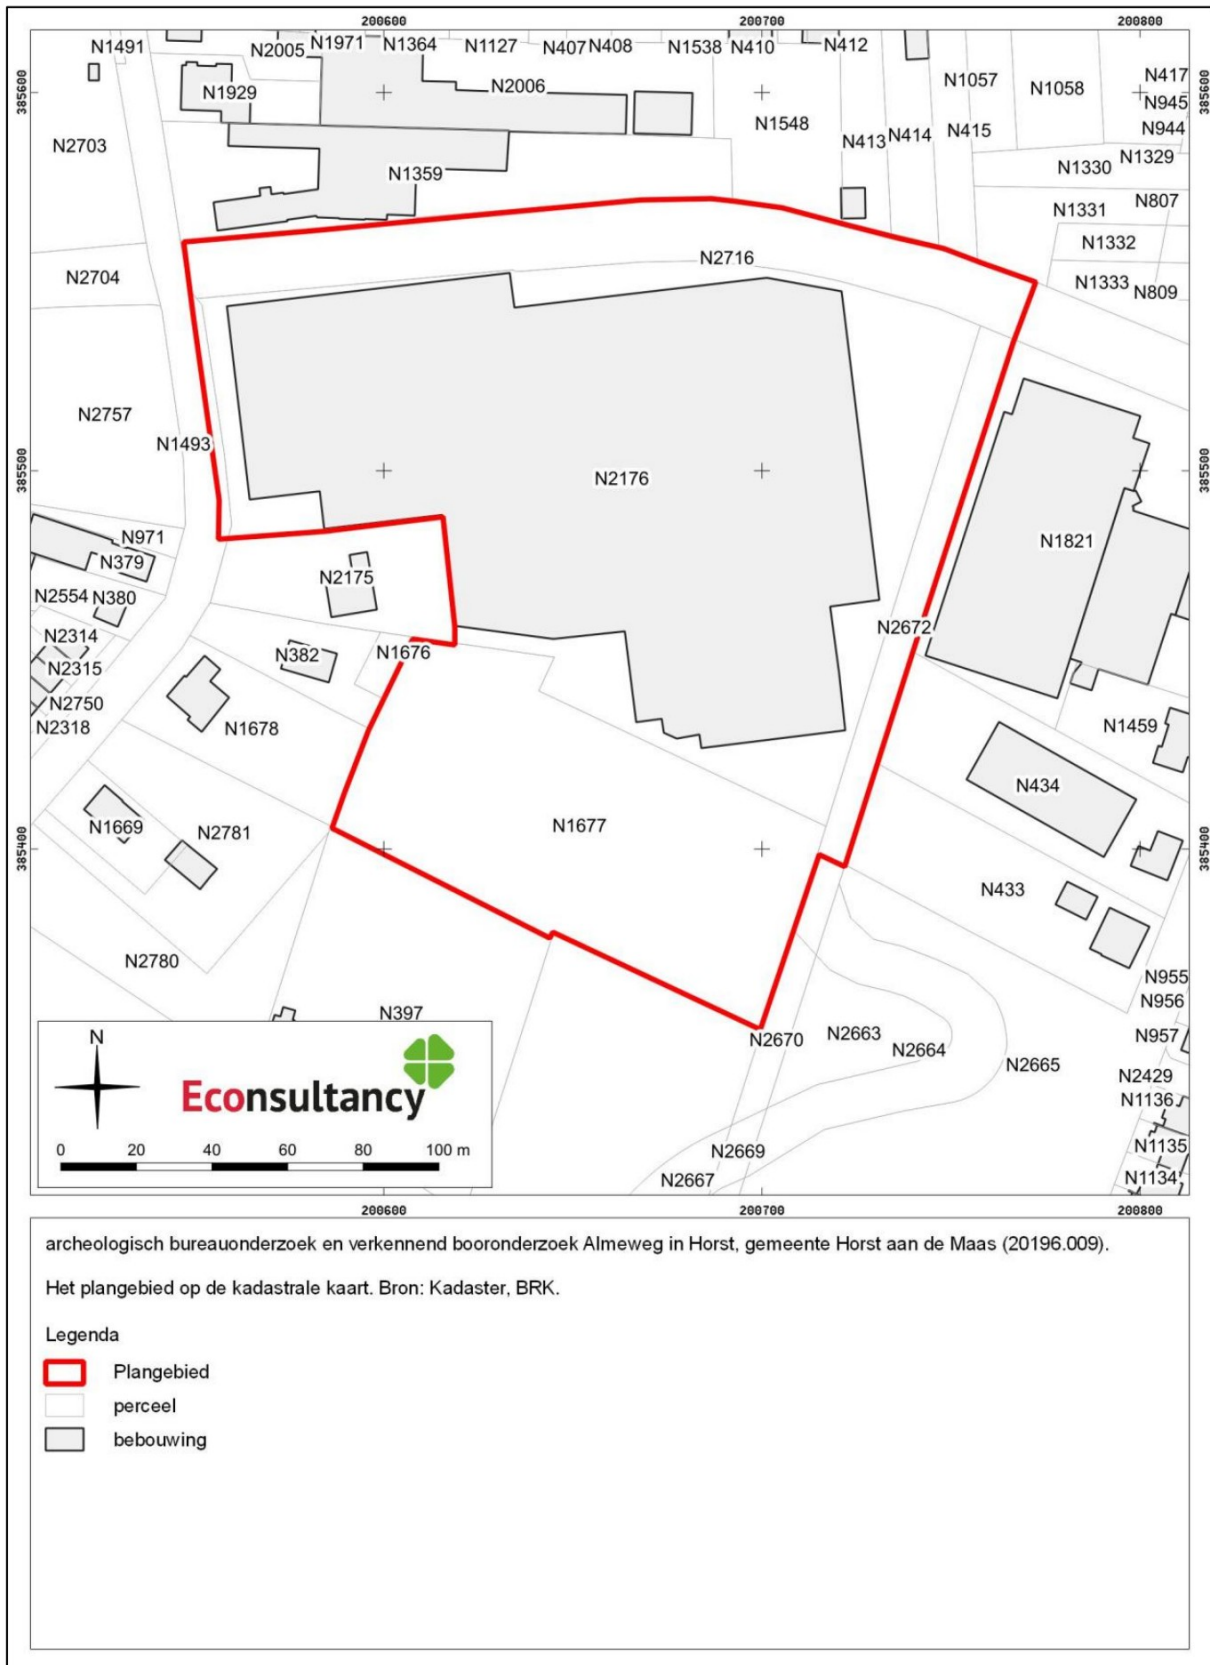 200600 200700 200800
N1491 N2005 N1971 N1364 N1127 N407 N408 N1538 N410 N412
385600 N1929 N2006 N1057 N1058 N417 385600
N945
N1548 N944
N2703 N413 N414 N415 N1329
N1359 N1330
N1331 N807
N1332
N2704 N2716 N1333 N809
N2757
N1493
385500 N2176 385500
N971 N1821
N379
N2175
N2554 N380
N2314 N1676 N2672
N382
N2315
N2750
N2318 N1678 N1459
N434
N1669 N2781 N1677
385400 385400
N433
N2780 N955
N956
N397 N2663 N957
N2670 N2664 N2665
N2429
N1136
N1135
N2669
N2667 N1134
N
Econsultancy
0 20 40 60 80 100 m
200600 200700 200800
archeologisch bureauonderzoek en verkennend booronderzoek Almeweg in Horst, gemeente Horst aan de Maas (20196.009).
Het plangebied op de kadastrale kaart. Bron: Kadaster, BRK.
Legenda
Plangebied
perceel
bebouwing